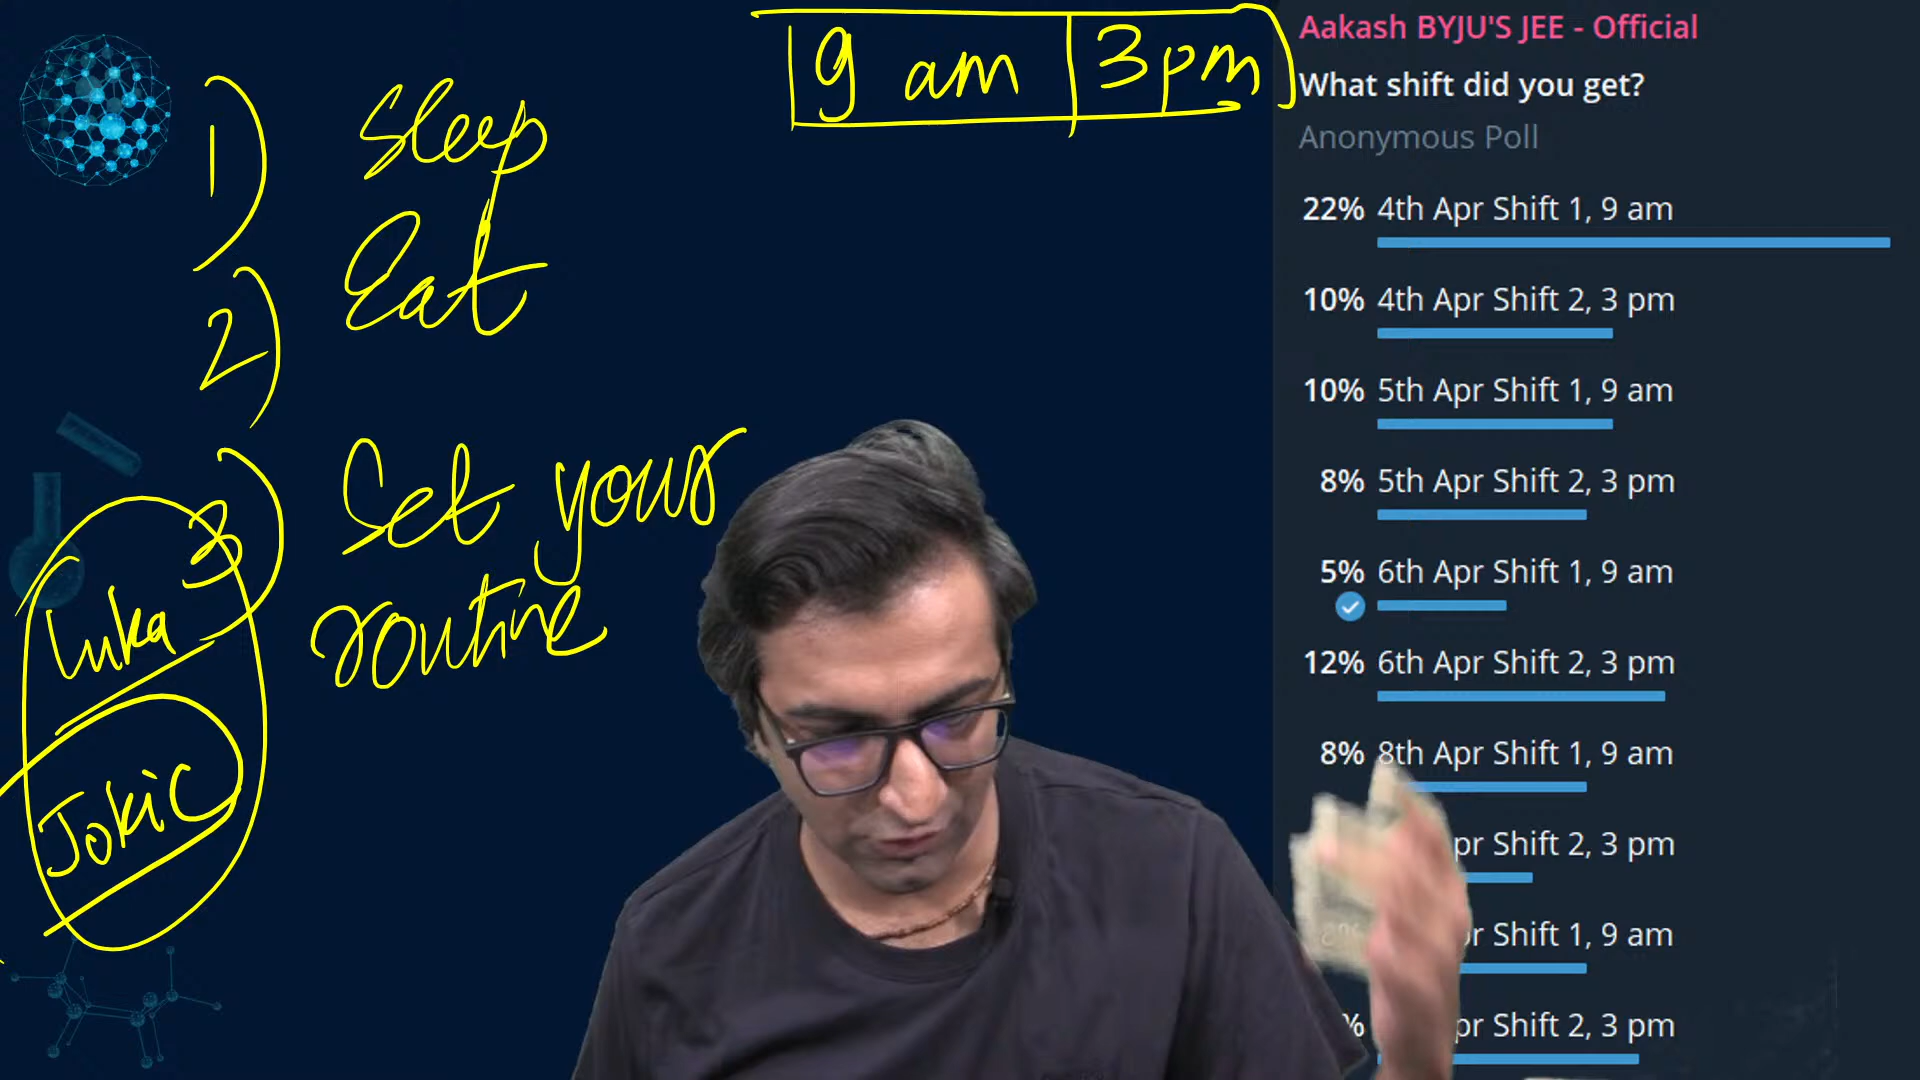 9 am 3pm
1) Sleep
2) Eat
3) Set your
routine
Luka
Jokic
Aakash BYJU'S JEE - Official
What shift did you get?
Anonymous Poll
22% 4th Apr Shift 1, 9 am
10% 4th Apr Shift 2, 3 pm
10% 5th Apr Shift 1, 9 am
8% 5th Apr Shift 2, 3 pm
5% 6th Apr Shift 1, 9 am
12% 6th Apr Shift 2, 3 pm
8% 8th Apr Shift 1, 9 am
pr Shift 2, 3 pm
8% pr Shift 1, 9 am
% pr Shift 2, 3 pm